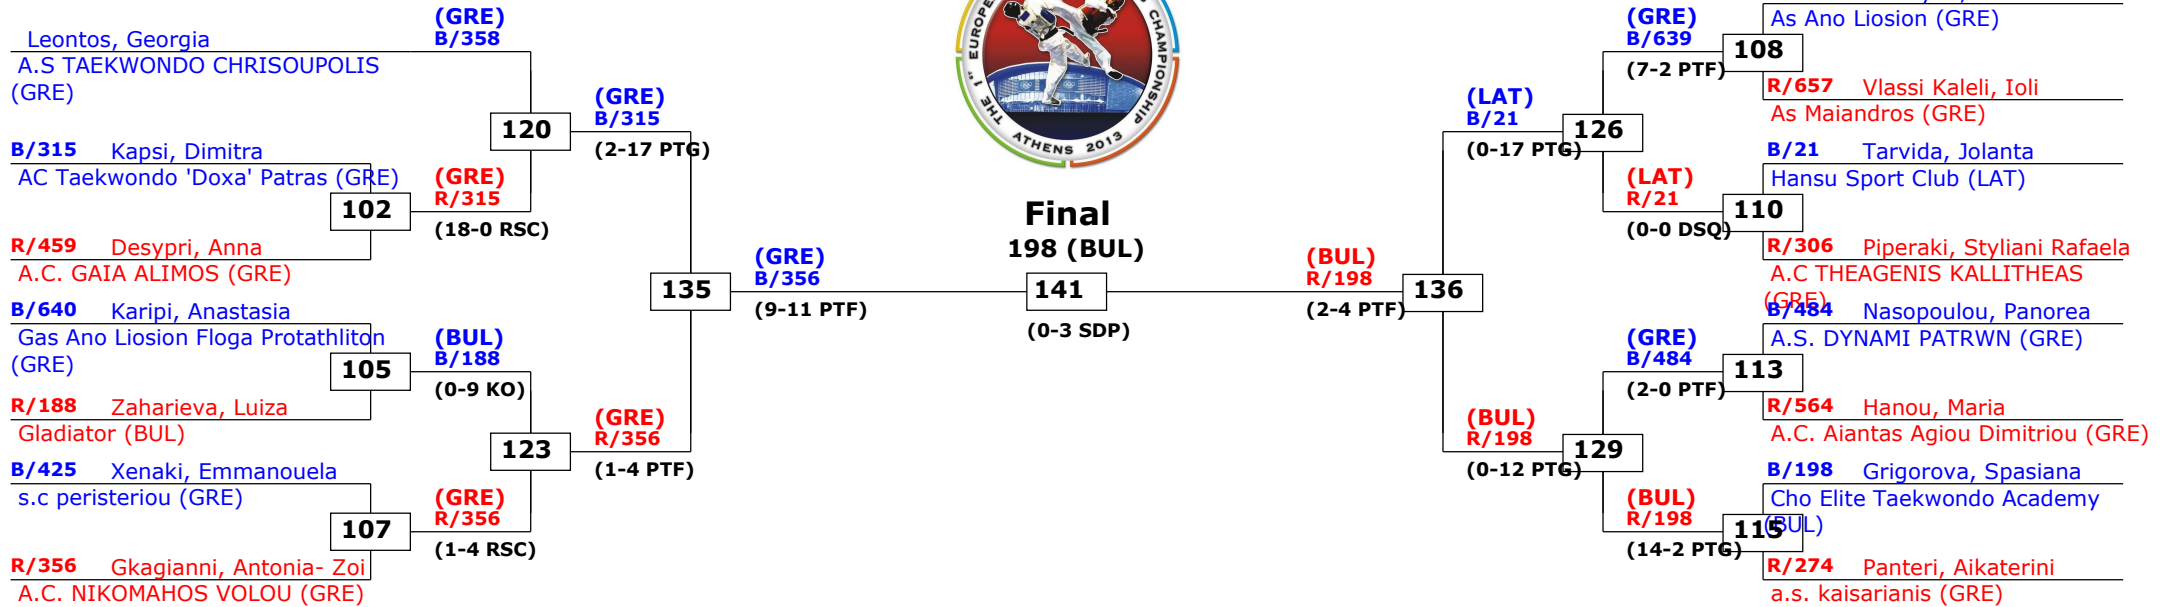 (GRE)
B/358
Leontos, Georgia
A.S TAEKWONDO CHRISOUPOLIS
(GRE)
120
(GRE)
B/315
(2-17 PTG)
B/315 Kapsi, Dimitra
AC Taekwondo 'Doxa' Patras (GRE)
102
(GRE)
R/315
(18-0 RSC)
R/459 Desypri, Anna
A.C. GAIA ALIMOS (GRE)
135
(GRE)
B/356
(9-11 PTF)
B/640 Karipi, Anastasia
Gas Ano Liosion Floga Protathliton
(GRE)
105
(BUL)
B/188
(0-9 KO)
R/188 Zaharieva, Luiza
Gladiator (BUL)
123
(GRE)
R/356
(1-4 PTF)
B/425 Xenaki, Emmanouela
s.c peristeriou (GRE)
107
(GRE)
R/356
(1-4 RSC)
R/356 Gkagianni, Antonia- Zoi
A.C. NIKOMAHOS VOLOU (GRE)
THE 1st EUROPE
CHAMPIONSHIP
ATHENS 2013
Final
198 (BUL)
141
(0-3 SDP)
(BUL)
R/198
(2-4 PTF)
136
(LAT)
B/21
(0-17 PTG)
126
(GRE)
B/639
(7-2 PTF)
108
As Ano Liosion (GRE)
R/657 Vlassi Kaleli, Ioli
As Maiandros (GRE)
B/21 Tarvida, Jolanta
Hansu Sport Club (LAT)
(LAT)
R/21
(0-0 DSQ)
110
R/306 Piperaki, Styliani Rafaela
A.C THEAGENIS KALLITHEAS
(GRE)
B/484 Nasopoulou, Panorea
A.S. DYNAMI PATRWN (GRE)
(GRE)
B/484
(2-0 PTF)
113
R/564 Hanou, Maria
A.C. Aiantas Agiou Dimitriou (GRE)
(BUL)
R/198
(0-12 PTG)
129
B/198 Grigorova, Spasiana
Cho Elite Taekwondo Academy
(BUL)
(BUL)
R/198
(14-2 PTG)
115
R/274 Panteri, Aikaterini
a.s. kaisarianis (GRE)